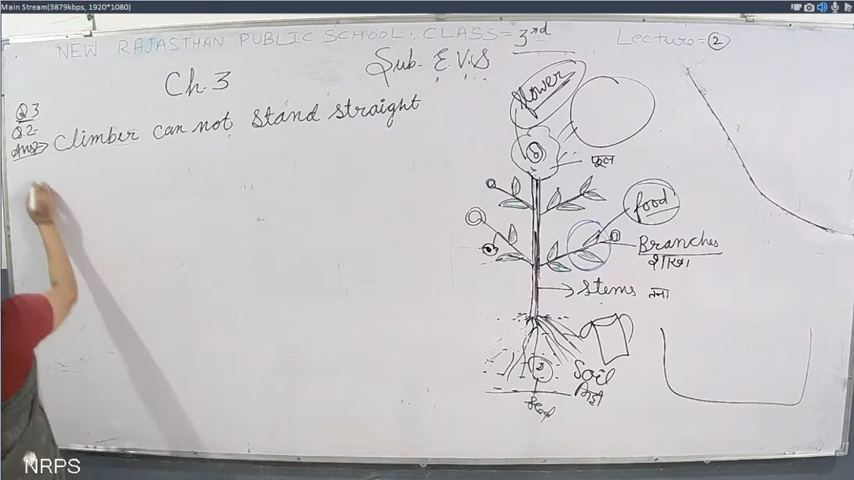 Main Stream(3879kbps, 1920*1080)
NEW RAJASTHAN PUBLIC SCHOOL: CLASS = 3rd
Lecture=②
Sub. E.V.S
Ch.3
Q3
Q2-
Ans→ Climber can not stand straight
flower
फूल
food
Branches
शाखा
Stems तना
Soil
मिट्टी
NRPS